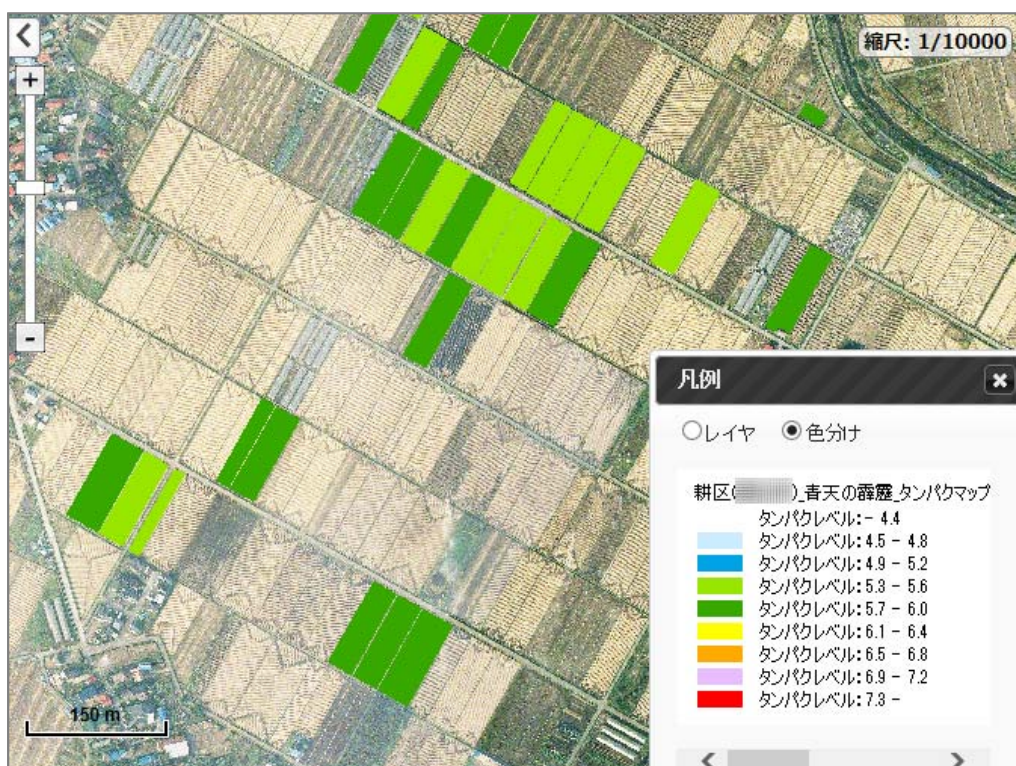 縮尺: 1/10000
+
-
凡例
レイヤ 色分け
耕区( )_青天の霹靂_タンパクマップ
タンパクレベル:- 4.4
タンパクレベル:4.5 - 4.8
タンパクレベル:4.9 - 5.2
タンパクレベル:5.3 - 5.6
タンパクレベル:5.7 - 6.0
タンパクレベル:6.1 - 6.4
タンパクレベル:6.5 - 6.8
タンパクレベル:6.9 - 7.2
タンパクレベル:7.3 -
150 m